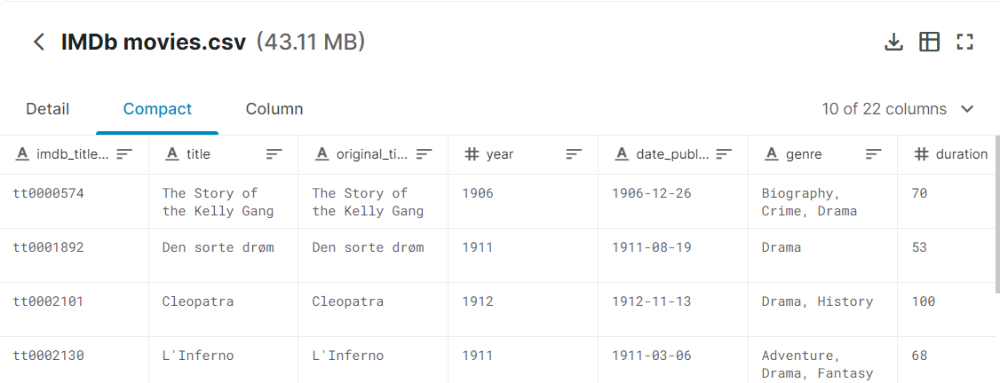 IMDb movies.csv (43.11 MB)
Detail Compact Column 10 of 22 columns
imdb_title... title original_ti... year date_publ... genre duration
tt0000574 The Story of The Story of 1906 1906-12-26 Biography, 70
the Kelly Gang the Kelly Gang Crime, Drama
tt0001892 Den sorte drøm Den sorte drøm 1911 1911-08-19 Drama 53
tt0002101 Cleopatra Cleopatra 1912 1912-11-13 Drama, History 100
tt0002130 L'Inferno L'Inferno 1911 1911-03-06 Adventure, 68
Drama, Fantasy